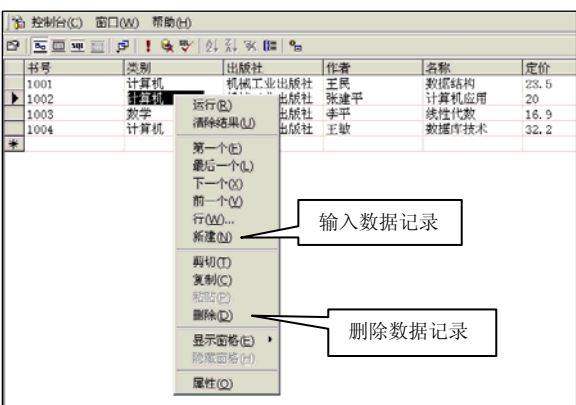 控制台(C) 窗口(W) 帮助(H)
SQL
书号 类别 出版社 作者 名称 定价
1001 计算机 机械工业出版社 王民 数据结构 23.5
1002 计算机 出版社 张建平 计算机应用 20
1003 数学 出版社 李平 线性代数 16.9
1004 计算机 出版社 王敏 数据库技术 32.2
运行(R)
清除结果(U)
第一个(E)
最后一个(L)
下一个(X)
前一个(V)
行(W)...
新建(N)
剪切(T)
复制(C)
粘贴(P)
删除(D)
显示窗格(E)
隐藏窗格(H)
属性(O)
输入数据记录
删除数据记录